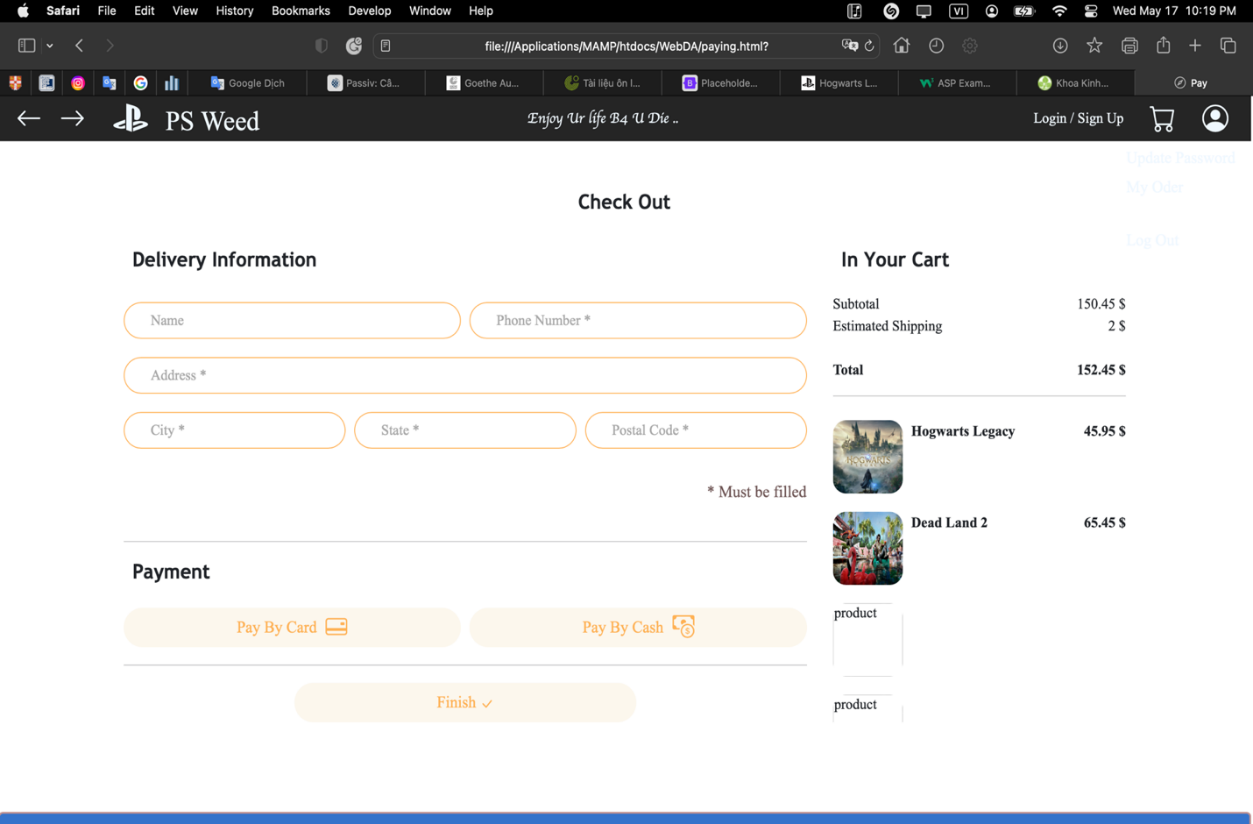 Safari File Edit View History Bookmarks Develop Window Help VI Wed May 17 10:19 PM
file:///Applications/MAMP/htdocs/WebDA/paying.html?
Google Dịch Passiv: Câ... Goethe Au... Tài liệu ôn l... Placeholde... Hogwarts L... ASP Exam... Khoa Kinh... Pay
PS Weed Enjoy Ur life B4 U Die .. Login / Sign Up
Update Password
My Oder
Log Out
Check Out
Delivery Information
Name Phone Number *
Address *
City * State * Postal Code *
* Must be filled
Payment
Pay By Card Pay By Cash
Finish
In Your Cart
Subtotal 150.45 $
Estimated Shipping 2 $
Total 152.45 $
HOGWARTS
Hogwarts Legacy 45.95 $
Dead Land 2 65.45 $
product
product